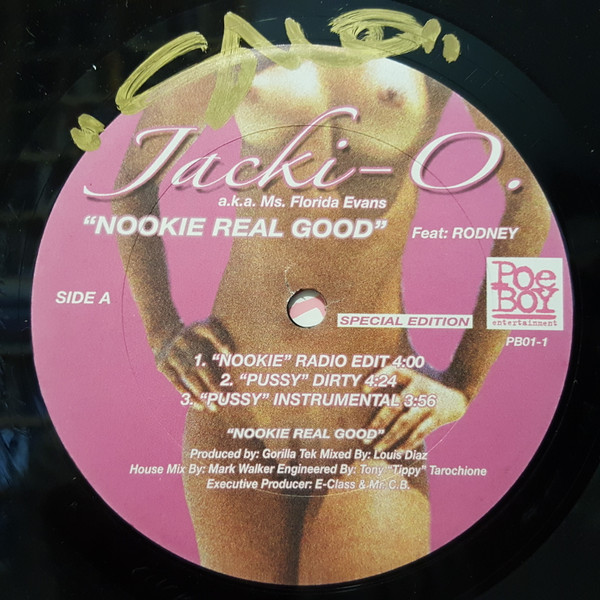 Jacki-O.
a.k.a. Ms. Florida Evans
"NOOKIE REAL GOOD" Feat: RODNEY
Poe
BOY
entertainment
SIDE A
SPECIAL EDITION
PB01-1
1. "NOOKIE" RADIO EDIT 4:00
2. "PUSSY" DIRTY 4:24
3. "PUSSY" INSTRUMENTAL 3:56
"NOOKIE REAL GOOD"
Produced by: Gorilla Tek Mixed By: Louis Diaz
House Mix By: Mark Walker Engineered By: Tony "Tippy" Tarochione
Executive Producer: E-Class & Mr. C.B.